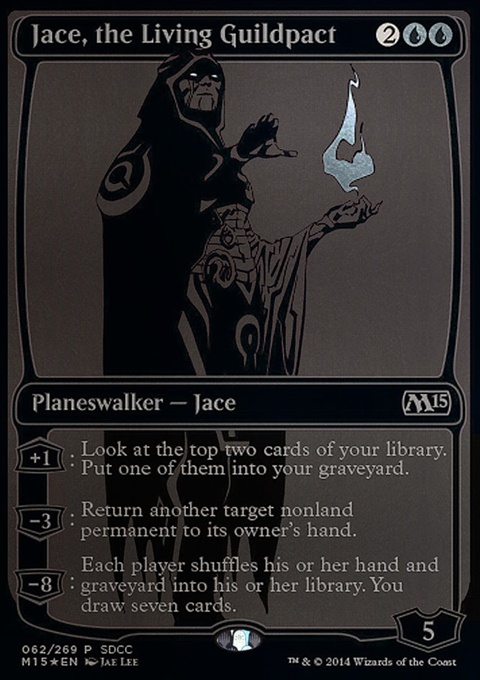 Jace, the Living Guildpact 2
Planeswalker — Jace M15
+1 : Look at the top two cards of your library.
Put one of them into your graveyard.
-3 : Return another target nonland
permanent to its owner's hand.
-8 : Each player shuffles his or her hand and
graveyard into his or her library. You
draw seven cards.
5
062/269 P SDCC
M15★EN Jae Lee
™ & © 2014 Wizards of the Coast